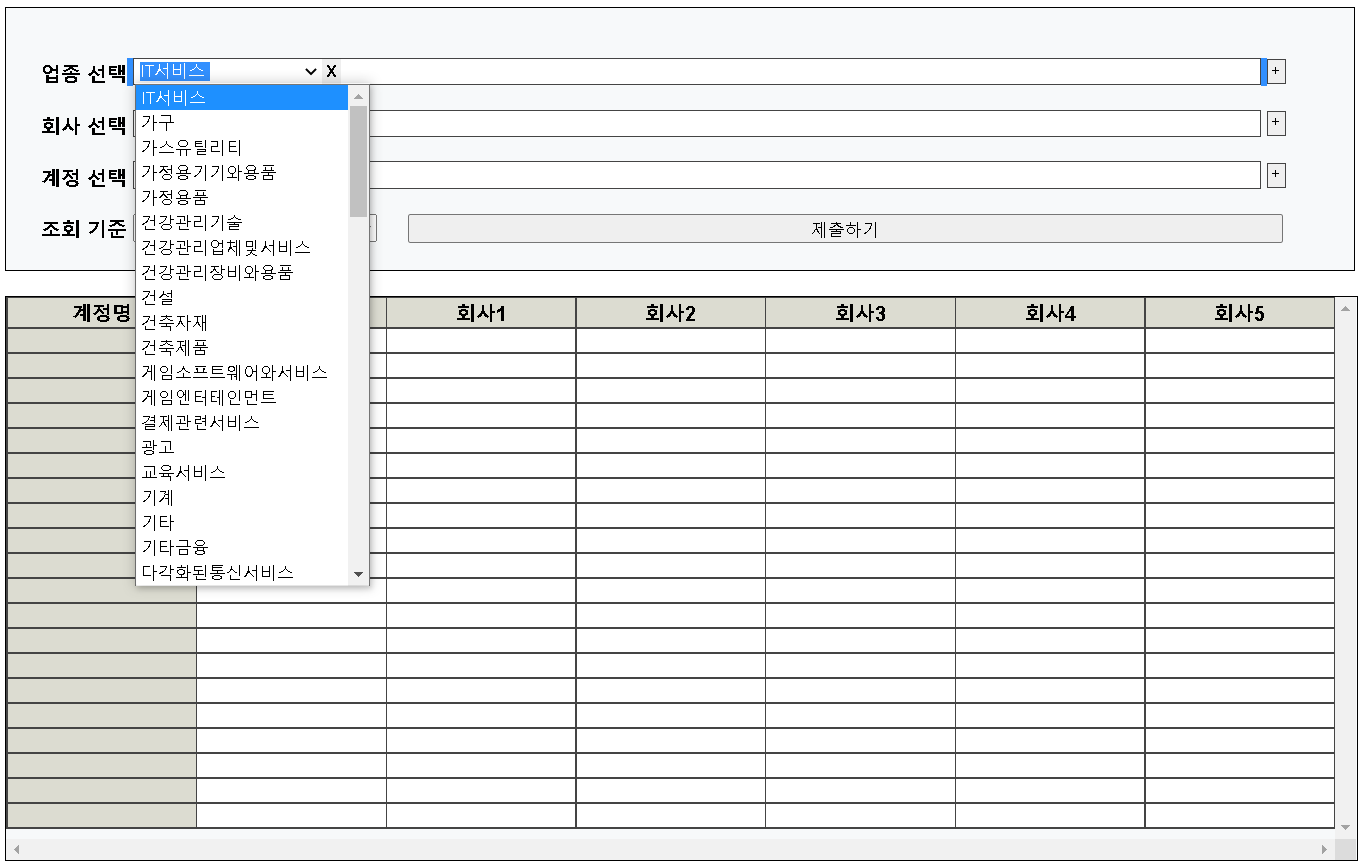 업종 선택 IT서비스 X +
IT서비스
가구
회사 선택 +
가스유틸리티
가정용기기와용품
계정 선택 +
가정용품
건강관리기술
조회 기준 제출하기
건강관리업체및서비스
건강관리장비와용품
건설
계정명 회사1 회사2 회사3 회사4 회사5
건축자재
건축제품
게임소프트웨어와서비스
게임엔터테인먼트
결제관련서비스
광고
교육서비스
기계
기타
기타금융
다각화된통신서비스